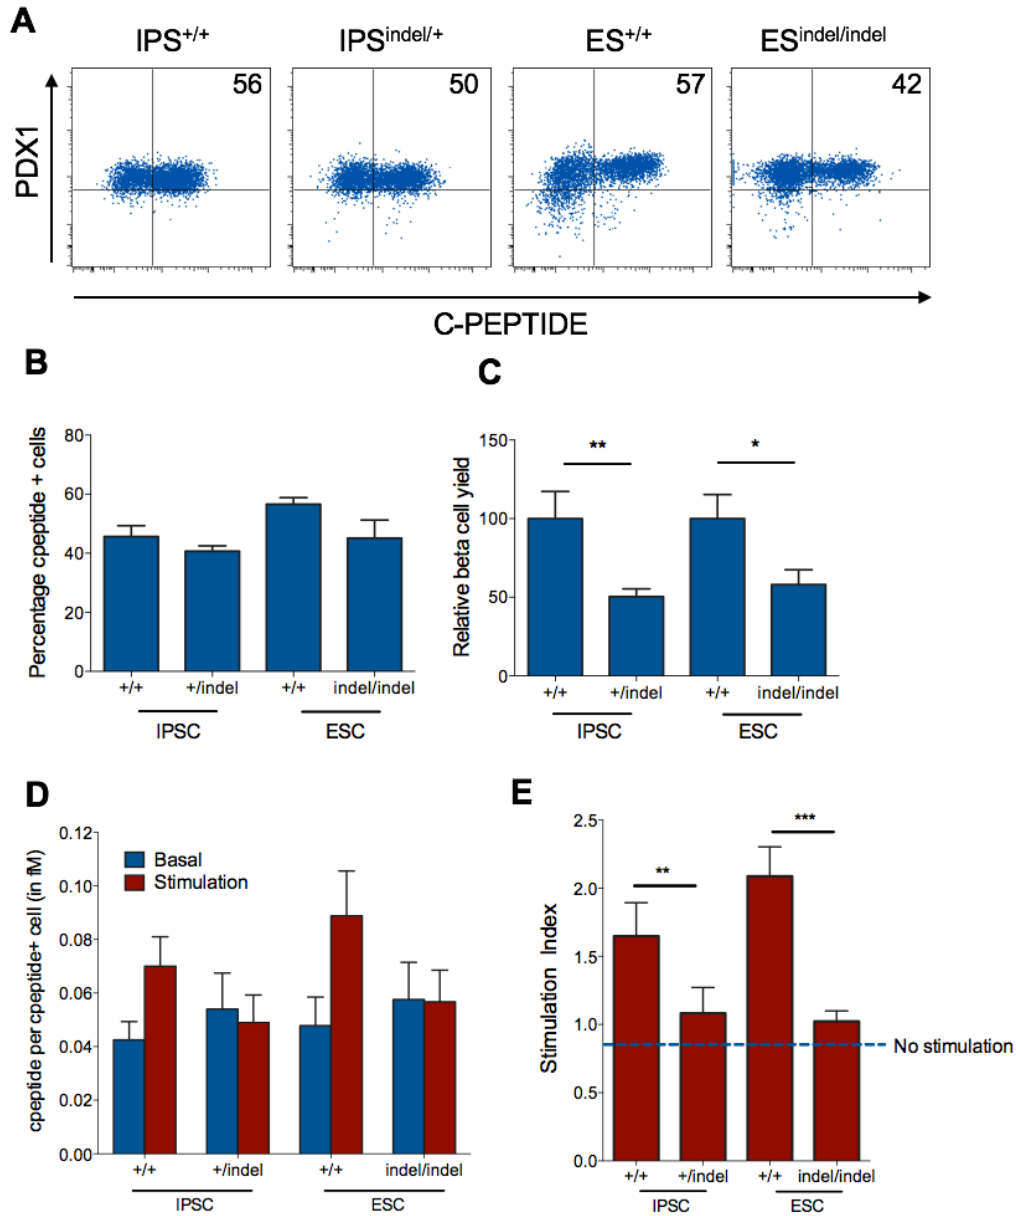 A
IPS+/+ IPSindel/+ ES+/+ ESindel/indel
56 50 57 42
PDX1
C-PEPTIDE
B
Percentage cpeptide + cells
80
60
40
20
0
+/+ +/indel +/+ indel/indel
IPSC ESC
C
Relative beta cell yield
150
100
50
0
** *
+/+ +/indel +/+ indel/indel
IPSC ESC
D
cpeptide per cpeptide+ cell (in fM)
0.12
0.10
0.08
0.06
0.04
0.02
0.00
Basal
Stimulation
+/+ +/indel +/+ indel/indel
IPSC ESC
E
Stimulation Index
2.5
2.0
1.5
1.0
0.5
0.0
** ***
No stimulation
+/+ +/indel +/+ indel/indel
IPSC ESC